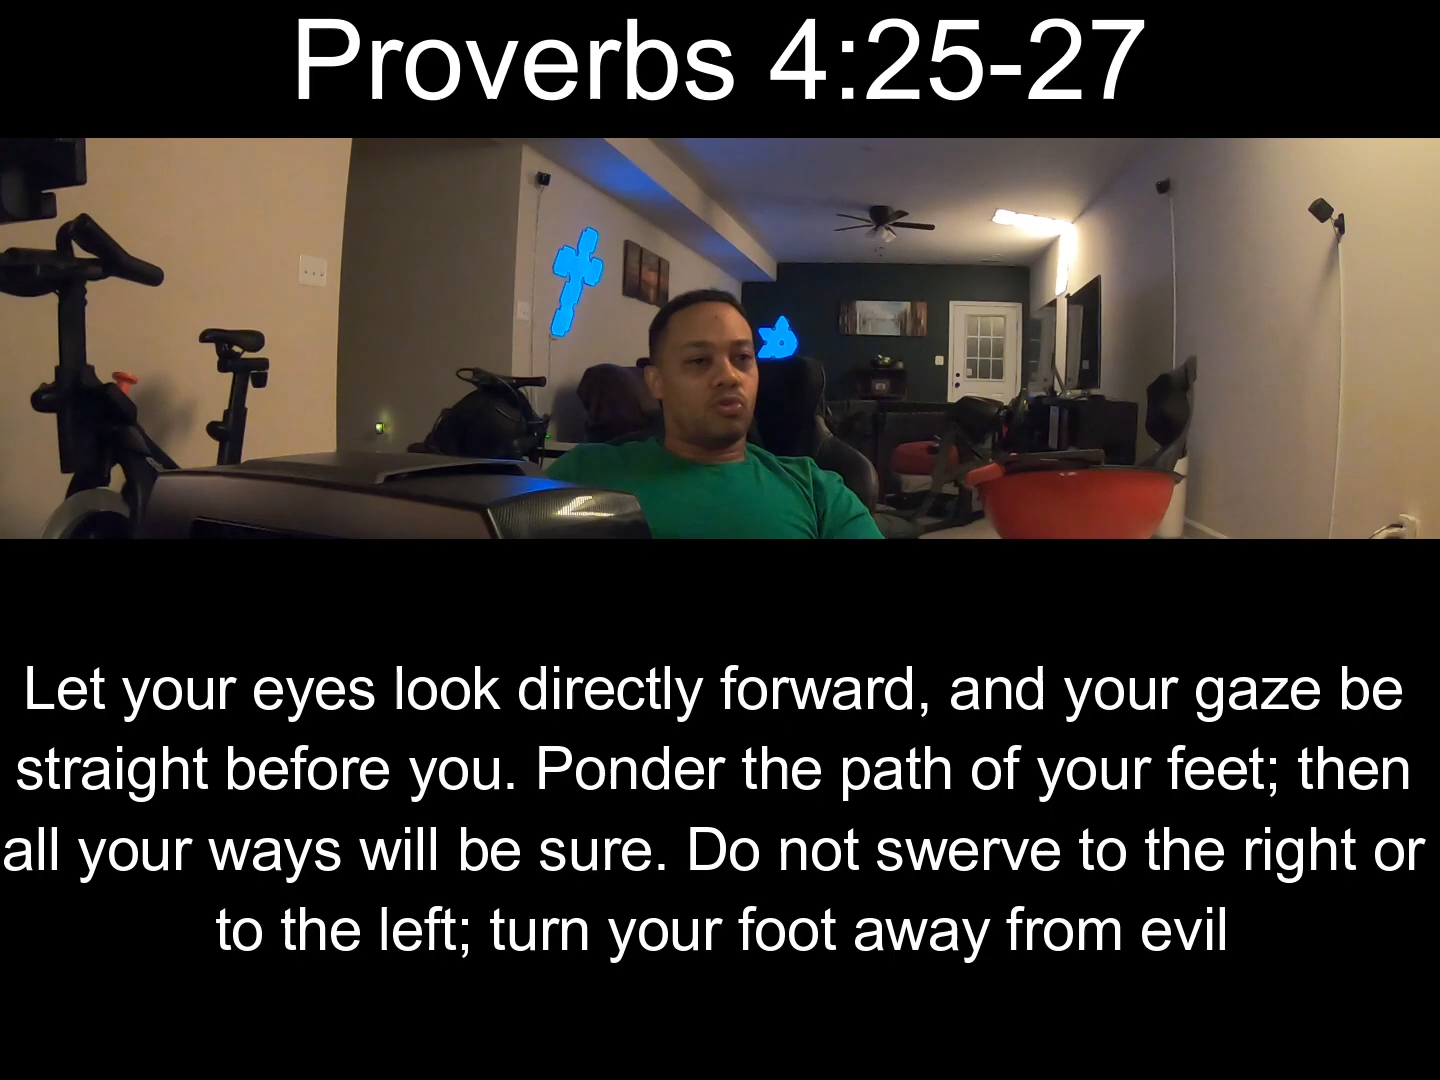 Proverbs 4:25-27
Let your eyes look directly forward, and your gaze be
straight before you. Ponder the path of your feet; then
all your ways will be sure. Do not swerve to the right or
to the left; turn your foot away from evil